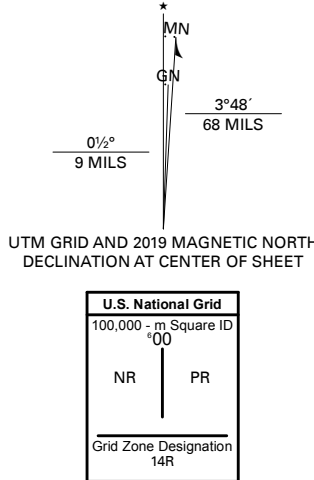 ★
MN
GN
3°48´
68 MILS
0½°
9 MILS
UTM GRID AND 2019 MAGNETIC NORTH
DECLINATION AT CENTER OF SHEET
U.S. National Grid
100,000 - m Square ID
⁶00
NR PR
Grid Zone Designation
14R